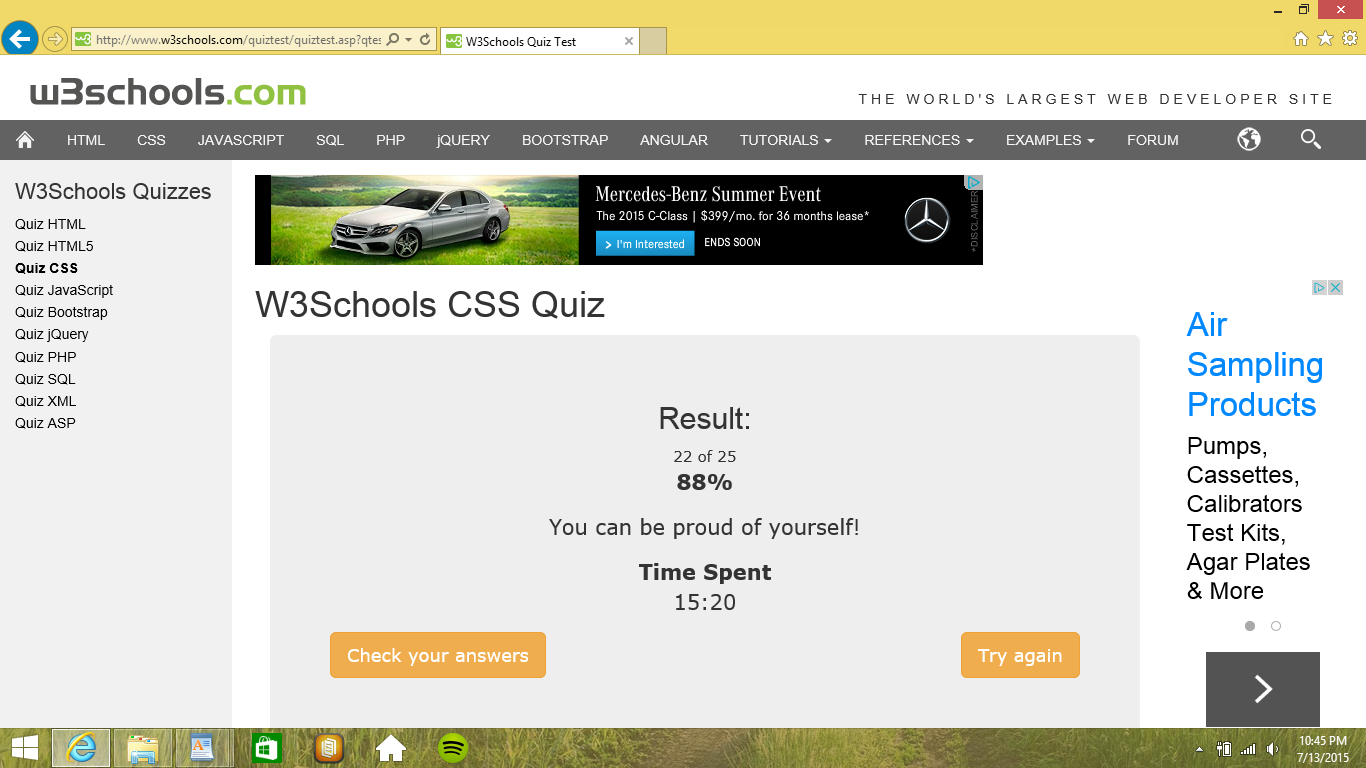 http://www.w3schools.com/quiztest/quiztest.asp?qtes
W3Schools Quiz Test
w3schools.com
THE WORLD'S LARGEST WEB DEVELOPER SITE
HTML CSS JAVASCRIPT SQL PHP jQUERY BOOTSTRAP ANGULAR TUTORIALS REFERENCES EXAMPLES FORUM
W3Schools Quizzes
Quiz HTML
Quiz HTML5
Quiz CSS
Quiz JavaScript
Quiz Bootstrap
Quiz jQuery
Quiz PHP
Quiz SQL
Quiz XML
Quiz ASP
Mercedes-Benz Summer Event
The 2015 C-Class | $399/mo. for 36 months lease*
> I'm Interested ENDS SOON
+DISCLAIMER
W3Schools CSS Quiz
Result:
22 of 25
88%
You can be proud of yourself!
Time Spent
15:20
Check your answers
Try again
Air
Sampling
Products
Pumps,
Cassettes,
Calibrators
Test Kits,
Agar Plates
& More
10:45 PM
7/13/2015